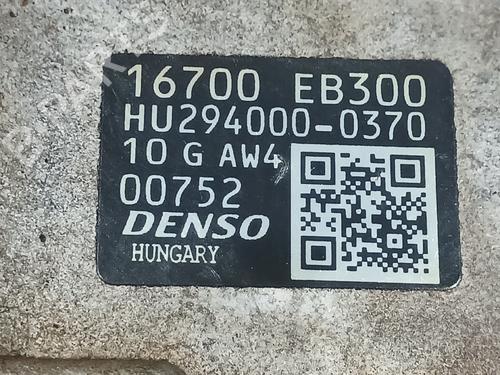 16700 EB300
HU294000-0370
10 G AW4
00752
DENSO
HUNGARY